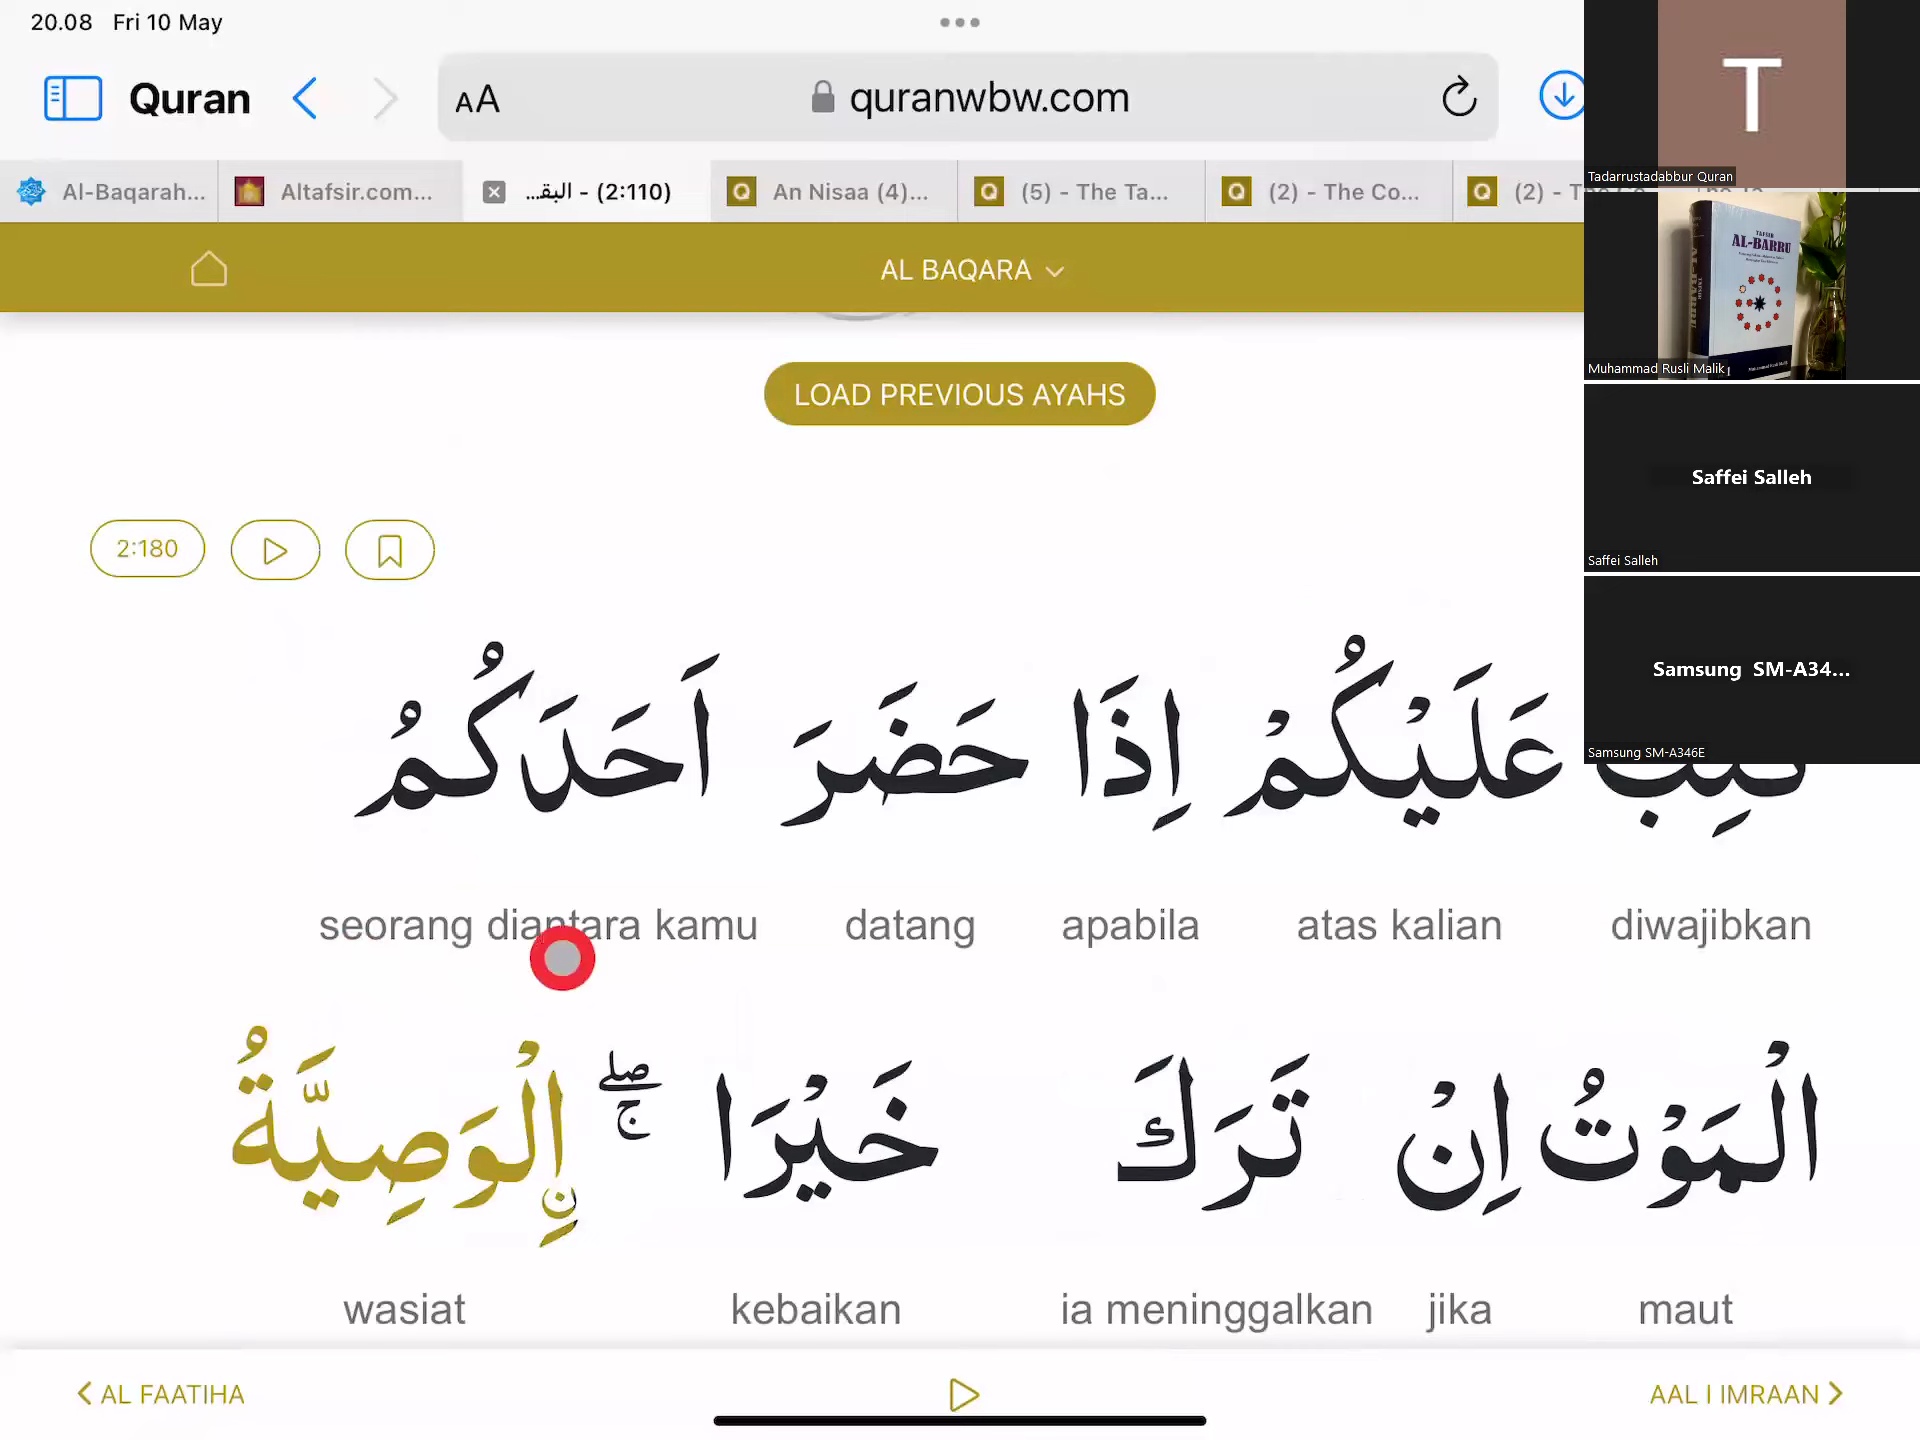 20.08 Fri 10 May
Quran
AA quranwbw.com
Al-Baqarah...
Altafsir.com...
(2:110) - البقـ...
An Nisaa (4)...
(5) - The Ta...
(2) - The Co...
AL BAQARA
LOAD PREVIOUS AYAHS
2:180
عَلَيْكُمْ اِذَا حَضَرَ اَحَدَكُمُ
diwajibkan atas kalian apabila datang seorang diantara kamu
الْمَوْتُ اِنْ تَرَكَ خَيْرَا ۖۚ اِۨلْوَصِيَّةُ
maut jika ia meninggalkan kebaikan wasiat
AL FAATIHA
AAL I IMRAAN
T
Tadarrustadabbur Quran
TAFSIR
AL-BARRU
Muhammad Rusli Malik
Saffei Salleh
Saffei Salleh
Samsung SM-A34...
Samsung SM-A346E